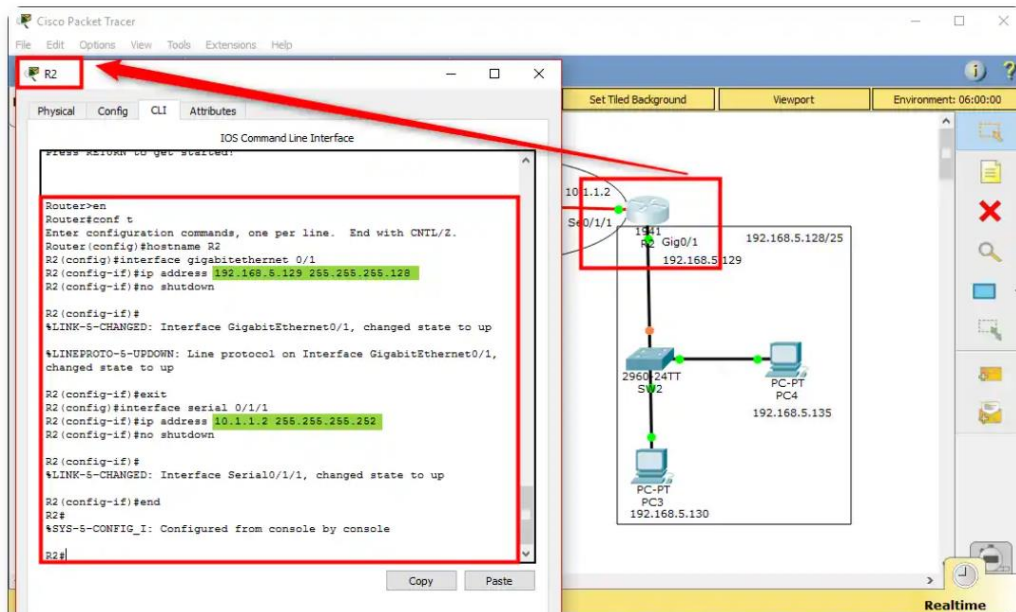 Cisco Packet Tracer
File Edit Options View Tools Extensions Help
R2
Physical Config CLI Attributes
IOS Command Line Interface
Press RETURN to get started!
Router>en
Router#conf t
Enter configuration commands, one per line. End with CNTL/Z.
Router(config)#hostname R2
R2(config)#interface gigabitethernet 0/1
R2(config-if)#ip address 192.168.5.129 255.255.255.128
R2(config-if)#no shutdown
R2(config-if)#
%LINK-5-CHANGED: Interface GigabitEthernet0/1, changed state to up
%LINEPROTO-5-UPDOWN: Line protocol on Interface GigabitEthernet0/1,
changed state to up
R2(config-if)#exit
R2(config)#interface serial 0/1/1
R2(config-if)#ip address 10.1.1.2 255.255.255.252
R2(config-if)#no shutdown
R2(config-if)#
%LINK-5-CHANGED: Interface Serial0/1/1, changed state to up
R2(config-if)#end
R2#
%SYS-5-CONFIG_I: Configured from console by console
R2#
Copy Paste
Set Tiled Background Viewport Environment: 06:00:00
10.1.1.2
Se0/1/1
1941
R2
Gig0/1
192.168.5.129
192.168.5.128/25
2960-24TT
SW2
PC-PT
PC4
192.168.5.135
PC-PT
PC3
192.168.5.130
Realtime